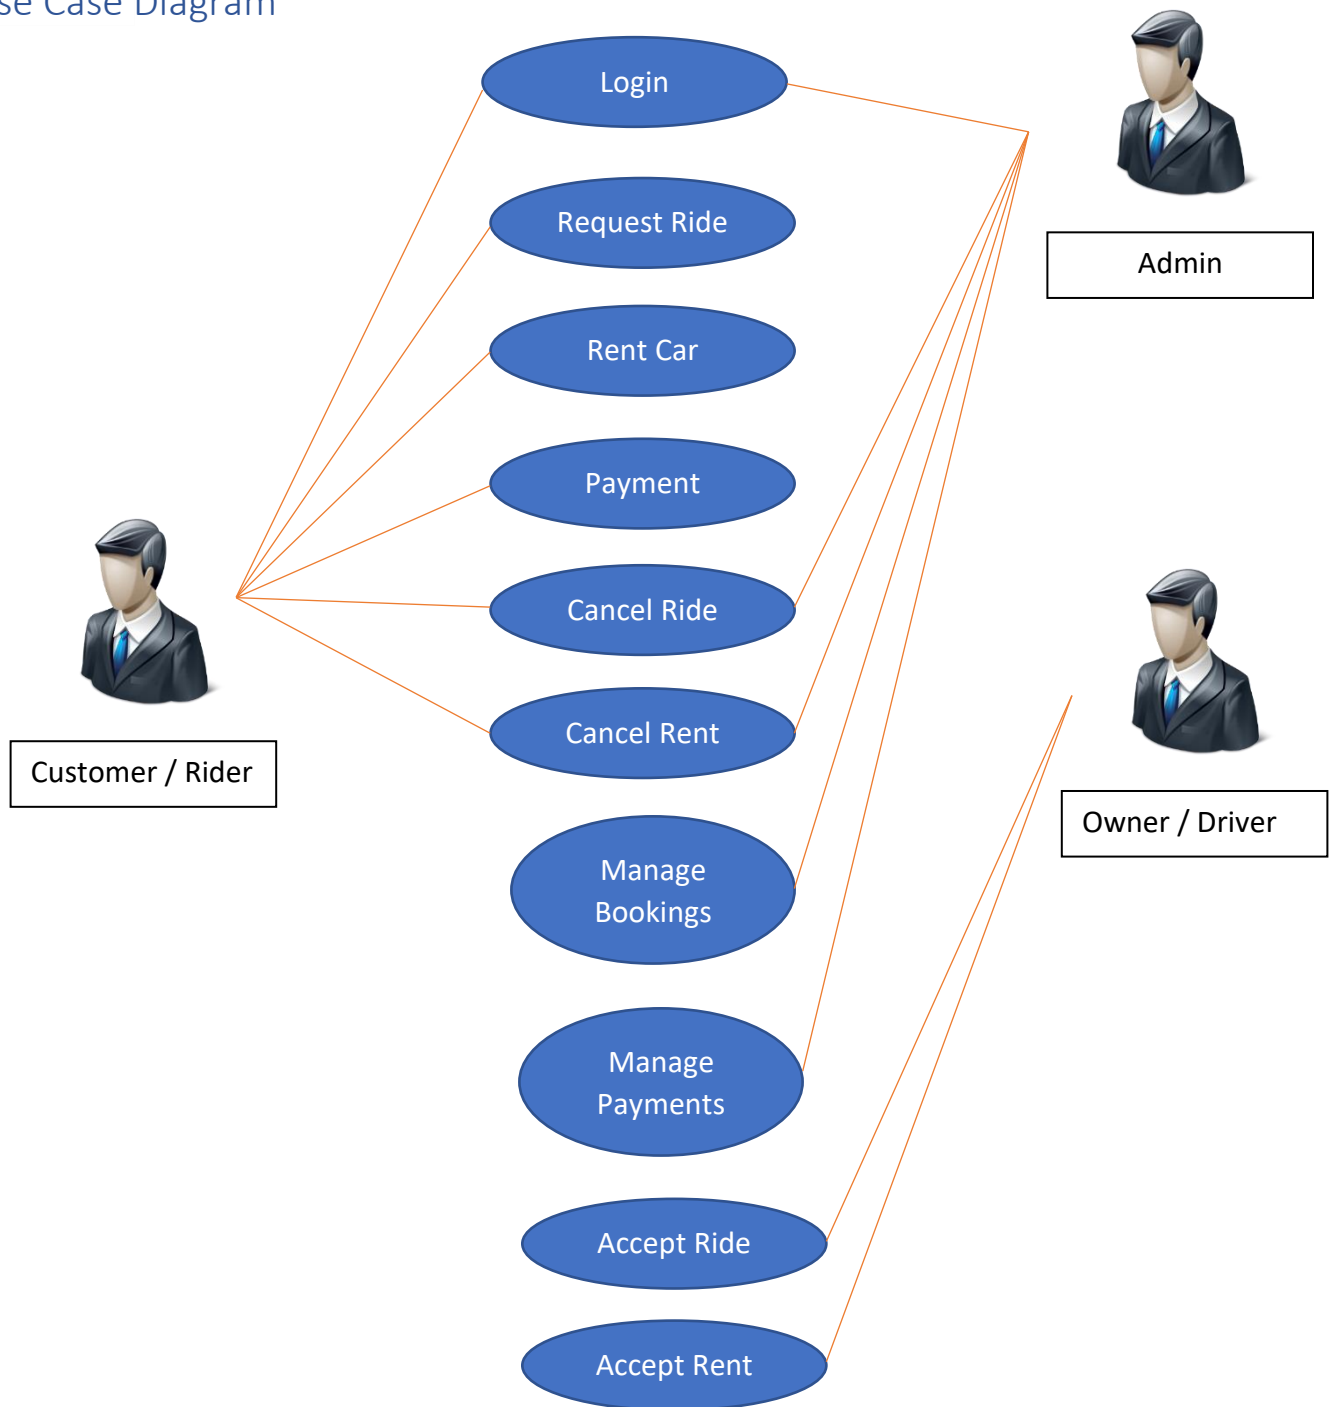 Case Diagram
Login
Request Ride
Admin
Rent Car
Payment
Cancel Ride
Cancel Rent
Customer / Rider
Owner / Driver
Manage
Bookings
Manage
Payments
Accept Ride
Accept Rent